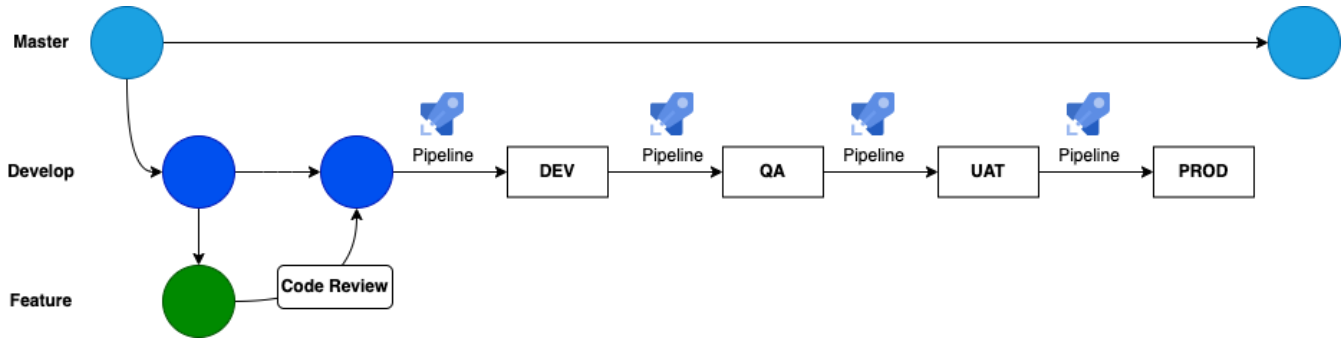 Master
Pipeline
Pipeline
Pipeline
Pipeline
Develop
DEV
QA
UAT
PROD
Code Review
Feature